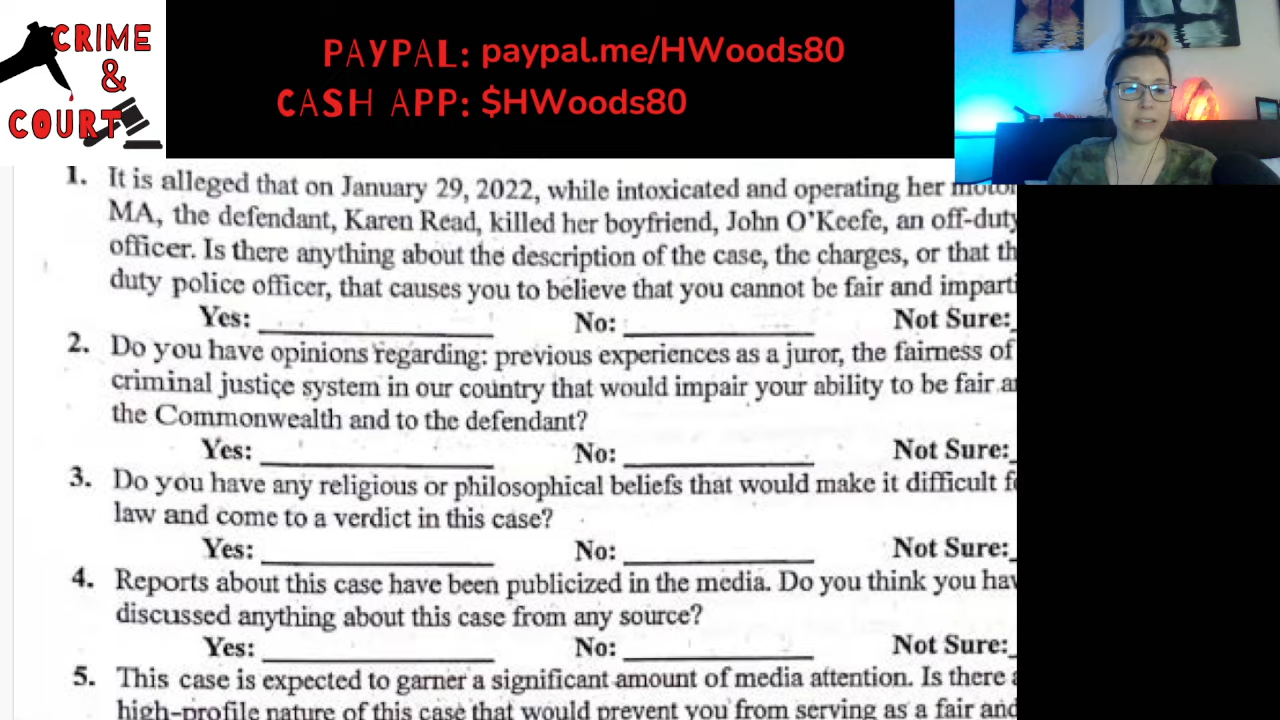 CRIME
&
COURT
PAYPAL: paypal.me/HWoods80
CASH APP: $HWoods80
1. It is alleged that on January 29, 2022, while intoxicated and operating her motor
MA, the defendant, Karen Read, killed her boyfriend, John O'Keefe, an off-duty
officer. Is there anything about the description of the case, the charges, or that th
duty police officer, that causes you to believe that you cannot be fair and imparti
Yes: No: Not Sure:
2. Do you have opinions regarding: previous experiences as a juror, the fairness of
criminal justice system in our country that would impair your ability to be fair a
the Commonwealth and to the defendant?
Yes: No: Not Sure:
3. Do you have any religious or philosophical beliefs that would make it difficult f
law and come to a verdict in this case?
Yes: No: Not Sure:
4. Reports about this case have been publicized in the media. Do you think you hav
discussed anything about this case from any source?
Yes: No: Not Sure:
5. This case is expected to garner a significant amount of media attention. Is there a
high-profile nature of this case that would prevent you from serving as a fair and